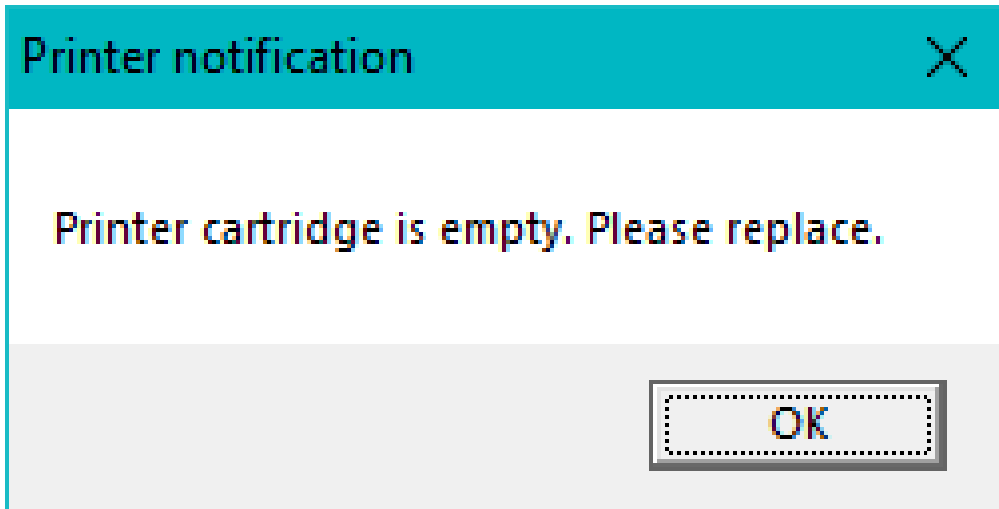 Printer notification
Printer cartridge is empty. Please replace.
OK